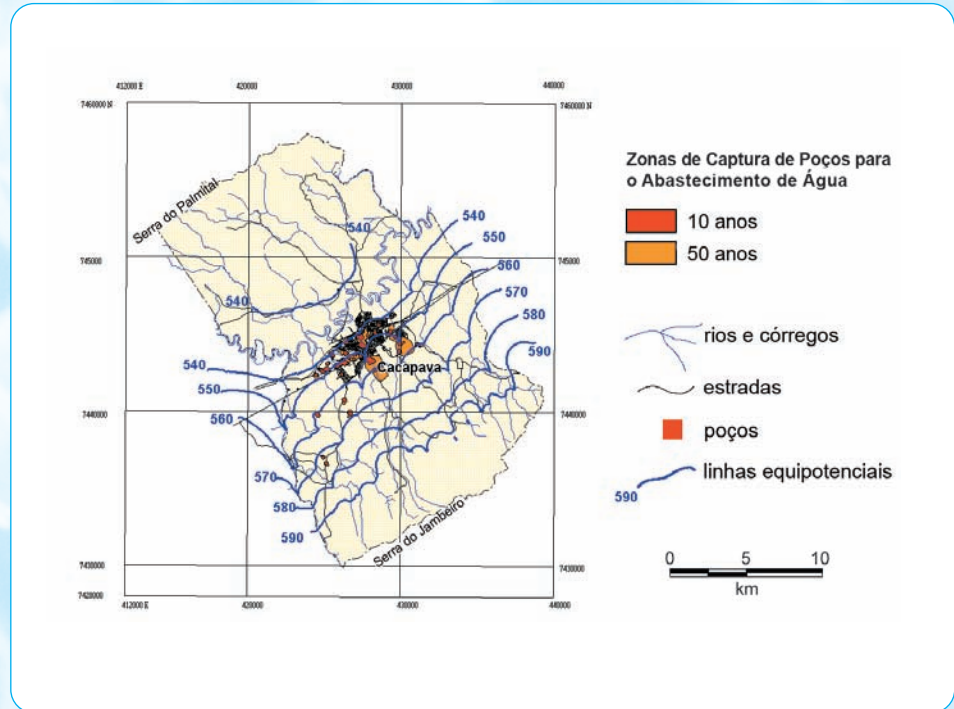 412000 E
420000
430000
440000
7460000 N
7460000 N
Serra do Palmital
540
540
550
560
745000
745000
570
540
580
590
540
Cacapava
550
7440000
7440000
560
570
580
590
Serra do Jambeiro
7430000
7430000
7420000
7420000
412000 E
420000
430000
440000
Zonas de Captura de Poços para
o Abastecimento de Água
10 anos
50 anos
rios e córregos
estradas
poços
linhas equipotenciais
590
0 5 10
km